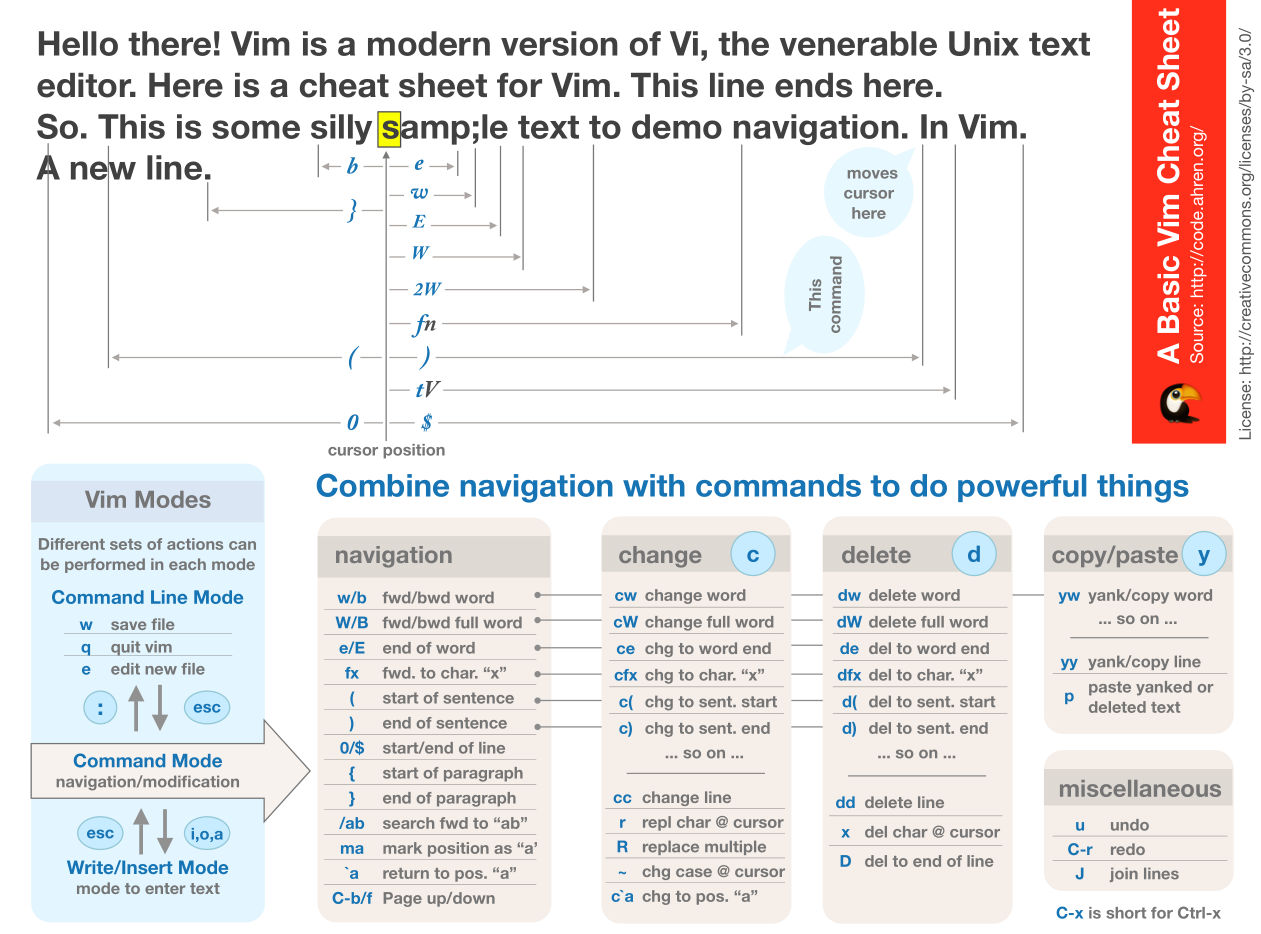 Hello there! Vim is a modern version of Vi, the venerable Unix text
editor. Here is a cheat sheet for Vim. This line ends here.
So. This is some silly samp;le text to demo navigation. In Vim.
A new line.
b e
w
}
E
W
2W
fn
( )
tV
0 $
cursor position
moves
cursor
here
This
command
A Basic Vim Cheat Sheet
Source: http://code.ahren.org/
License: http://creativecommons.org/licenses/by-sa/3.0/
Vim Modes
Different sets of actions can
be performed in each mode
Command Line Mode
w save file
q quit vim
e edit new file
: esc
Command Mode
navigation/modification
esc i,o,a
Write/Insert Mode
mode to enter text
Combine navigation with commands to do powerful things
navigation
w/b fwd/bwd word
W/B fwd/bwd full word
e/E end of word
fx fwd. to char. “x”
( start of sentence
) end of sentence
0/$ start/end of line
{ start of paragraph
} end of paragraph
/ab search fwd to “ab”
ma mark position as “a’
`a return to pos. “a”
C-b/f Page up/down
change c
cw change word
cW change full word
ce chg to word end
cfx chg to char. “x”
c( chg to sent. start
c) chg to sent. end
... so on ...
cc change line
r repl char @ cursor
R replace multiple
~ chg case @ cursor
c`a chg to pos. “a”
delete d
dw delete word
dW delete full word
de del to word end
dfx del to char. “x”
d( del to sent. start
d) del to sent. end
... so on ...
dd delete line
x del char @ cursor
D del to end of line
copy/paste y
yw yank/copy word
... so on ...
yy yank/copy line
p paste yanked or
deleted text
miscellaneous
u undo
C-r redo
J join lines
C-x is short for Ctrl-x